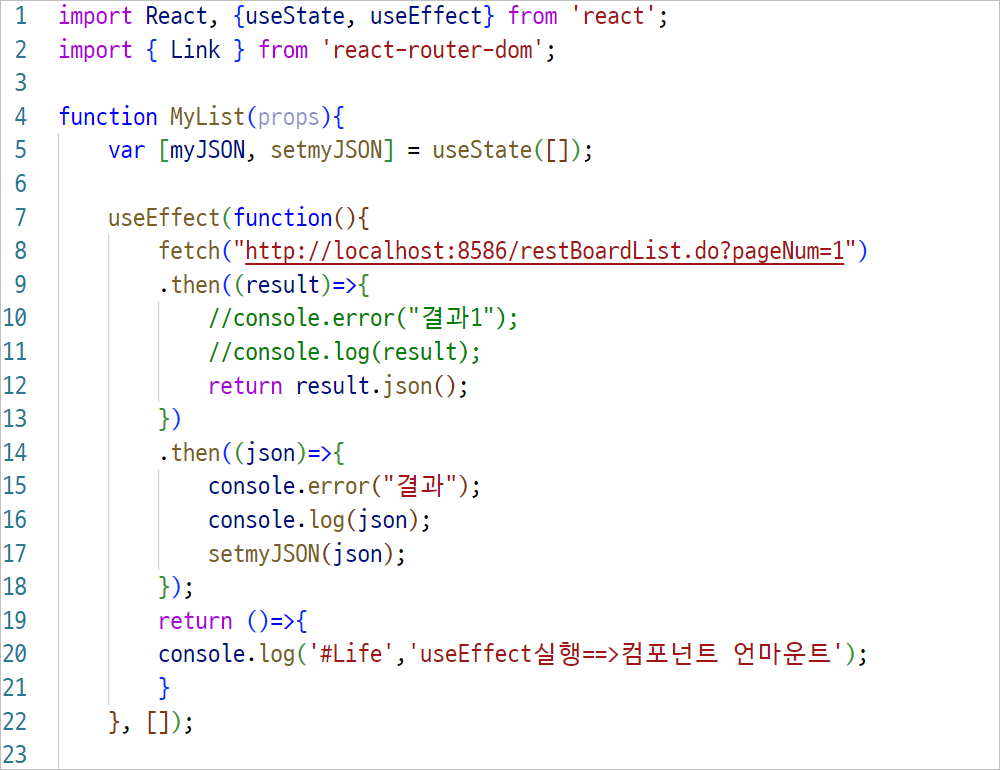 1 import React, {useState, useEffect} from 'react';
2 import { Link } from 'react-router-dom';
3
4 function MyList(props){
5     var [myJSON, setmyJSON] = useState([]);
6
7     useEffect(function(){
8         fetch("http://localhost:8586/restBoardList.do?pageNum=1")
9         .then((result)=>{
10             //console.error("결과1");
11             //console.log(result);
12             return result.json();
13         })
14         .then((json)=>{
15             console.error("결과");
16             console.log(json);
17             setmyJSON(json);
18         });
19         return ()=>{
20         console.log('#Life','useEffect실행==>컴포넌트 언마운트');
21         }
22     }, []);
23